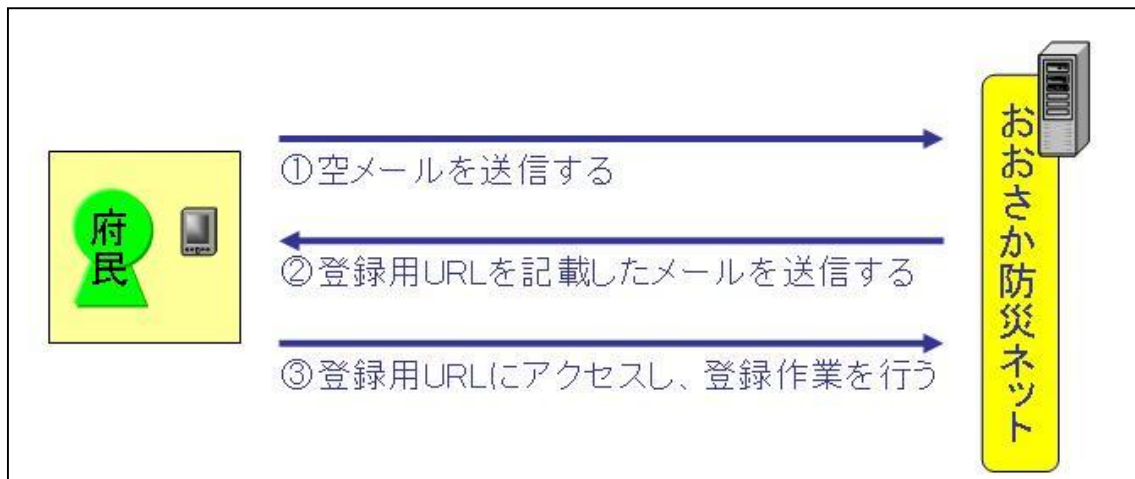 府民
①空メールを送信する
②登録用URLを記載したメールを送信する
③登録用URLにアクセスし、登録作業を行う
おおさか防災ネット